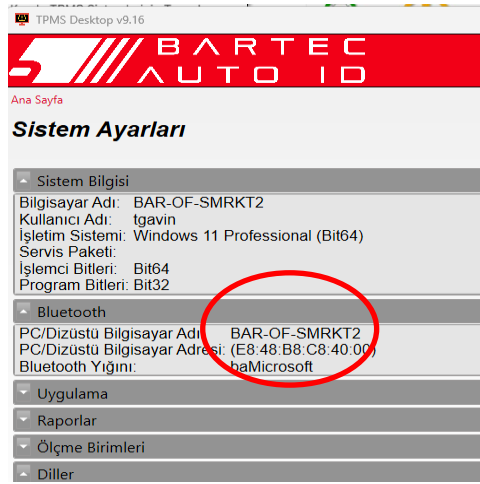 TPMS Desktop v9.16
BARTEC
AUTO ID
Ana Sayfa
Sistem Ayarları
Sistem Bilgisi
Bilgisayar Adı: BAR-OF-SMRKT2
Kullanıcı Adı: tgavin
İşletim Sistemi: Windows 11 Professional (Bit64)
Servis Paketi:
İşlemci Bitleri: Bit64
Program Bitleri: Bit32
Bluetooth
PC/Dizüstü Bilgisayar Adı: BAR-OF-SMRKT2
PC/Dizüstü Bilgisayar Adresi: (E8:48:B8:C8:40:00)
Bluetooth Yığını: baMicrosoft
Uygulama
Raporlar
Ölçme Birimleri
Diller